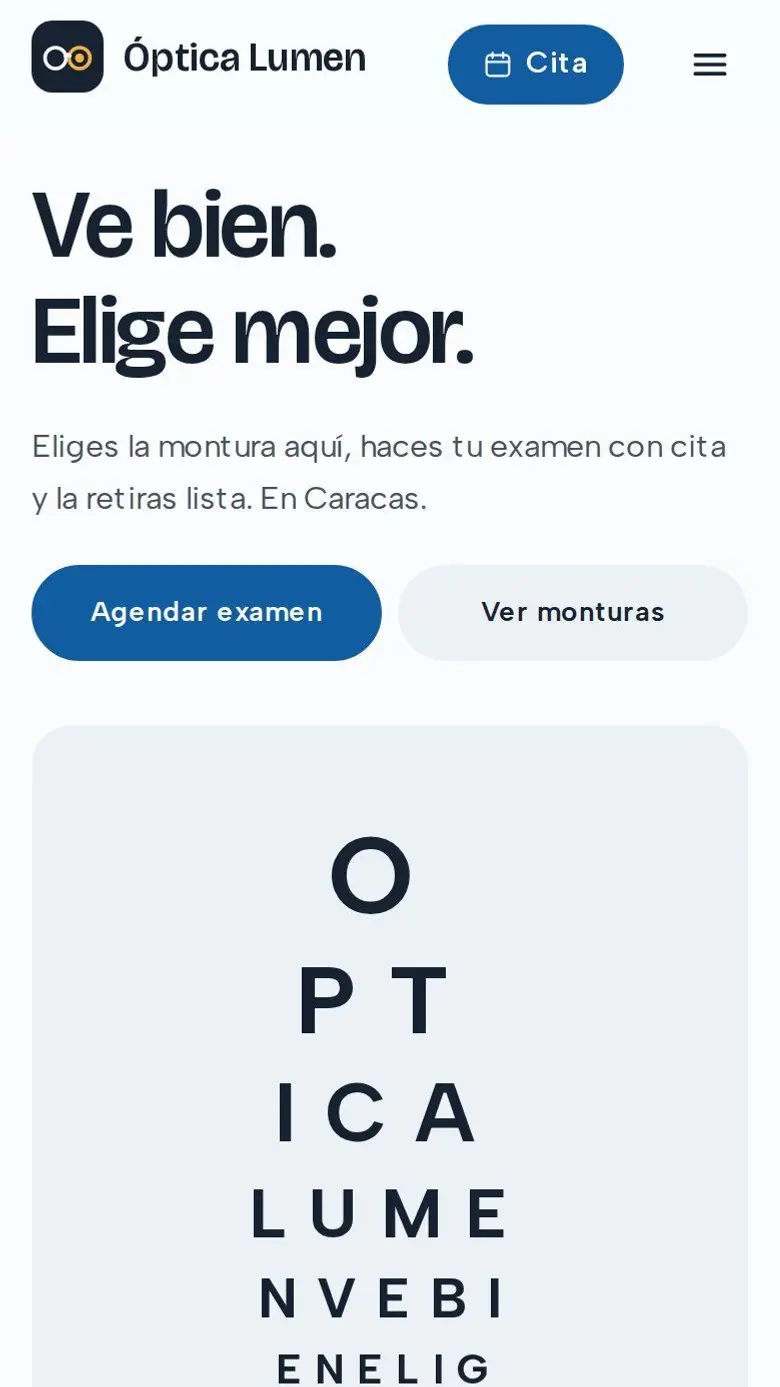 Óptica Lumen
Cita
Ve bien.
Elige mejor.
Eliges la montura aquí, haces tu examen con cita
y la retiras lista. En Caracas.
Agendar examen
Ver monturas
O
P T
I C A
L U M E
N V E B I
E N E L I G